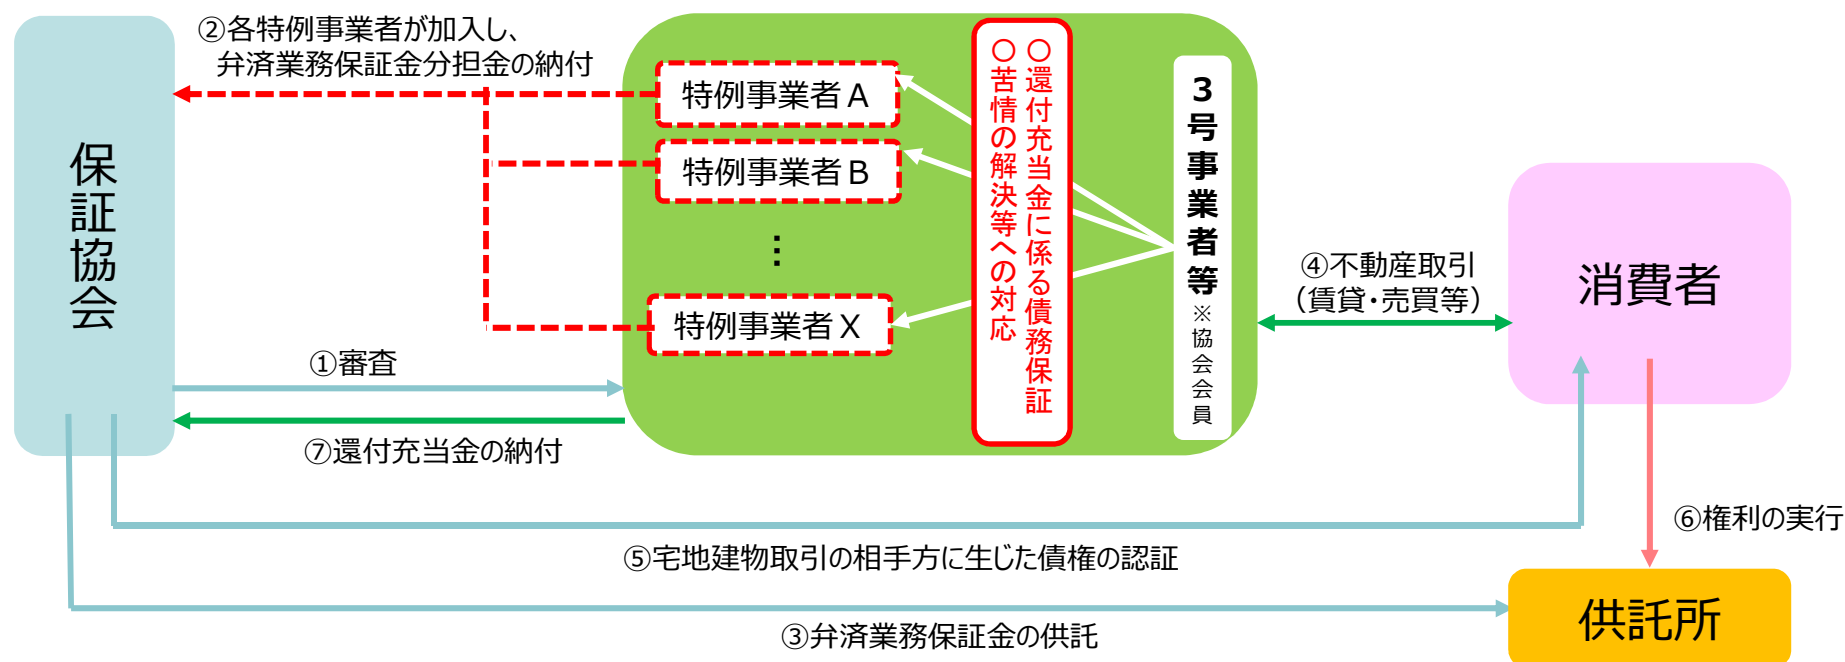 ②各特例事業者が加入し、
弁済業務保証金分担金の納付
保証協会
特例事業者A
特例事業者B
…
特例事業者X
○還付充当金に係る債務保証
○苦情の解決等への対応
3号事業者等※協会会員
④不動産取引
（賃貸・売買等）
消費者
①審査
⑦還付充当金の納付
⑥権利の実行
⑤宅地建物取引の相手方に生じた債権の認証
供託所
③弁済業務保証金の供託